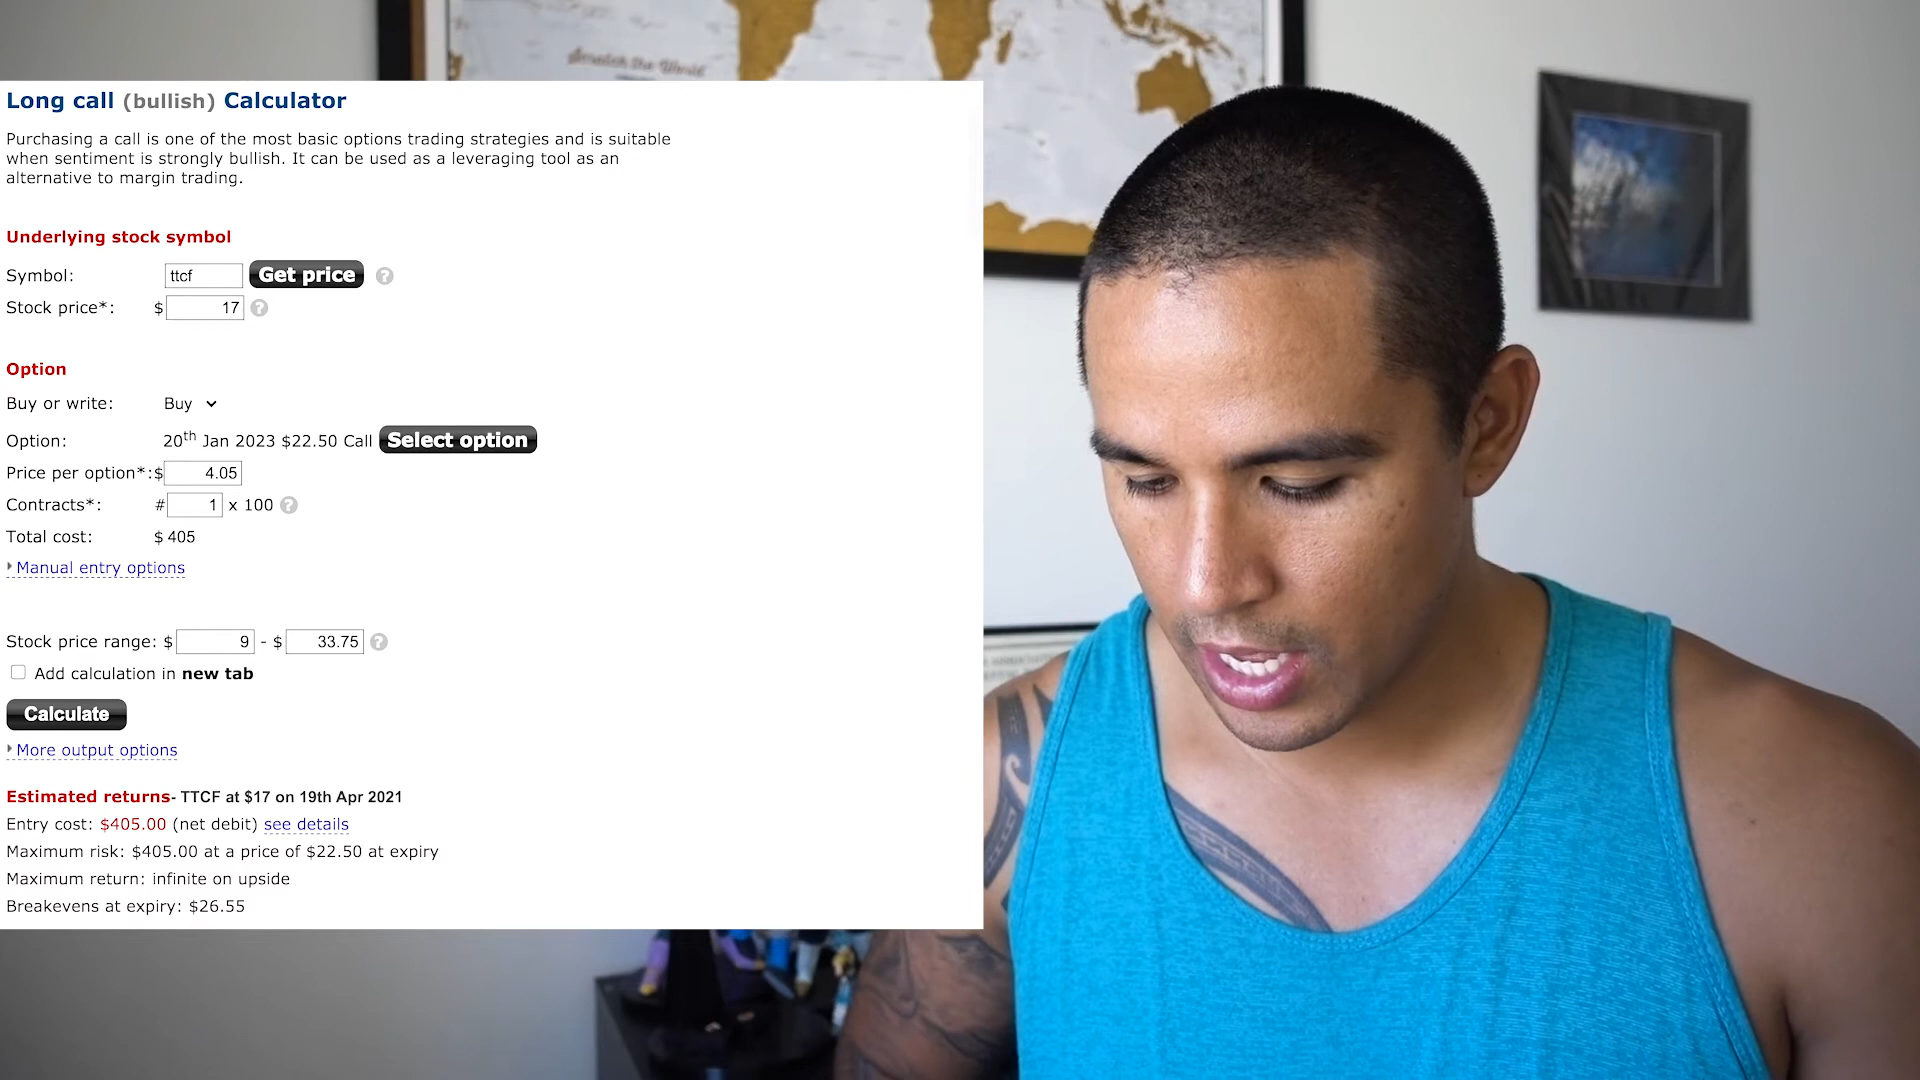 Scratch the World
Long call (bullish) Calculator
Purchasing a call is one of the most basic options trading strategies and is suitable
when sentiment is strongly bullish. It can be used as a leveraging tool as an
alternative to margin trading.
Underlying stock symbol
Symbol: ttcf Get price ?
Stock price*: $ 17 ?
Option
Buy or write: Buy
Option: 20th Jan 2023 $22.50 Call Select option
Price per option*:$ 4.05
Contracts*: # 1 x 100 ?
Total cost: $ 405
Manual entry options
Stock price range: $ 9 - $ 33.75 ?
Add calculation in new tab
Calculate
More output options
Estimated returns- TTCF at $17 on 19th Apr 2021
Entry cost: $405.00 (net debit) see details
Maximum risk: $405.00 at a price of $22.50 at expiry
Maximum return: infinite on upside
Breakevens at expiry: $26.55